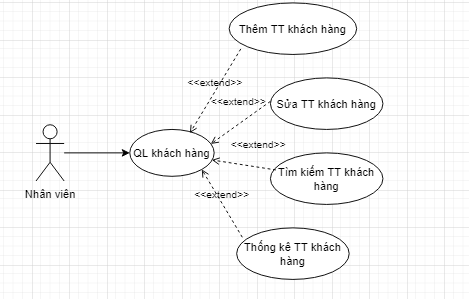 Thêm TT khách hàng
<<extend>>
<<extend>>
Sửa TT khách hàng
<<extend>>
QL khách hàng
Tìm kiếm TT khách
hàng
Nhân viên
<<extend>>
Thống kê TT khách
hàng